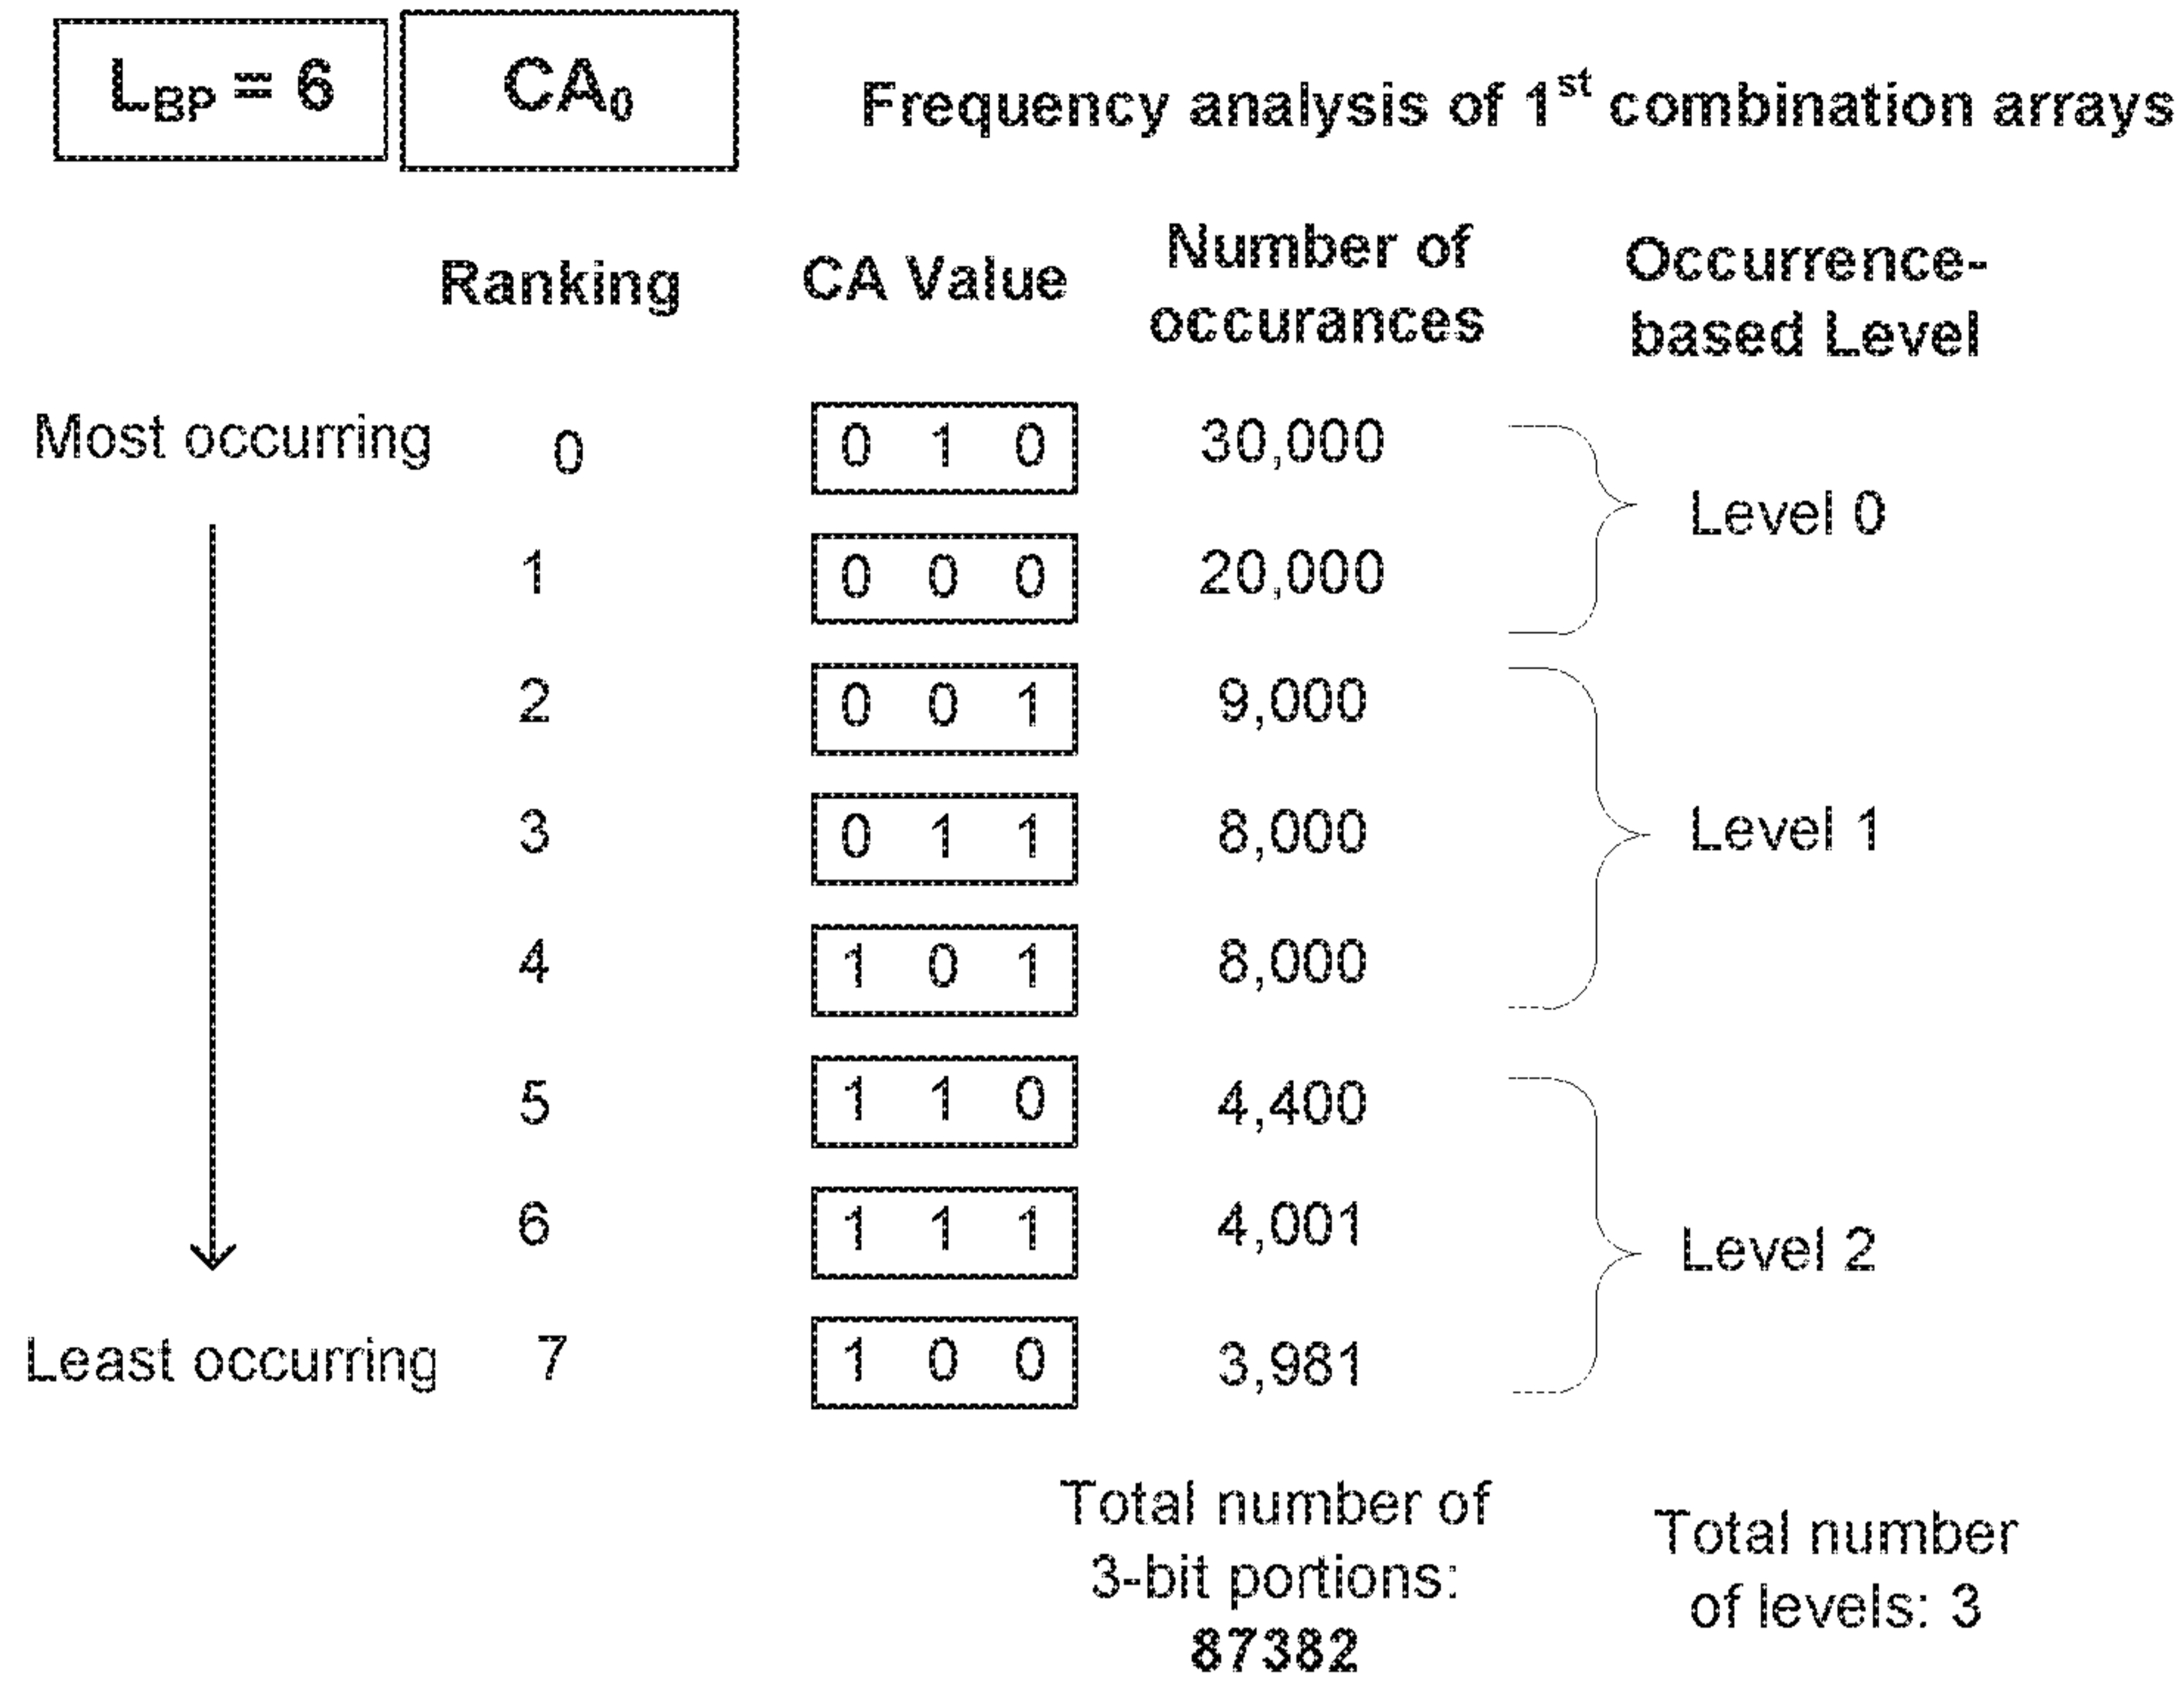 L_BP = 6 CA₀ Frequency analysis of 1st combination arrays
Ranking CA Value Number of occurances Occurrence-based Level
Most occurring 0 0 1 0 30,000
Level 0
1 0 0 0 20,000
2 0 0 1 9,000
3 0 1 1 8,000 Level 1
4 1 0 1 8,000
5 1 1 0 4,400
6 1 1 1 4,001 Level 2
Least occurring 7 1 0 0 3,981
Total number of
3-bit portions:
87382
Total number
of levels: 3